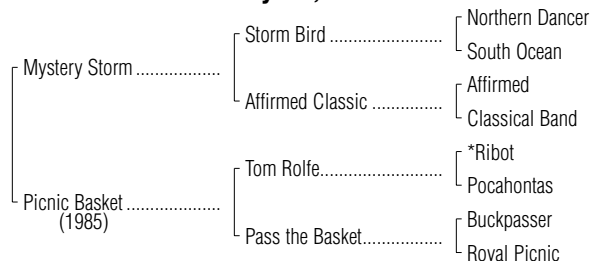 Northern Dancer
Storm Bird ....................
South Ocean
Mystery Storm ................
Affirmed
Affirmed Classic .............
Classical Band
*Ribot
Tom Rolfe.......................
Pocahontas
Picnic Basket ..................
(1985)
Buckpasser
Pass the Basket..............
Royal Picnic